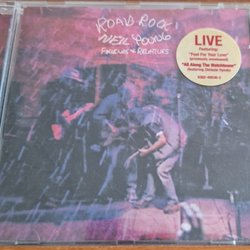 ROAD ROCK
NEIL YOUNG
FRIENDS & RELATIVES
LIVE
Featuring:
"Fool For Your Love"
(previously unreleased)
"All Along The Watchtower"
(featuring Chrissie Hynde)